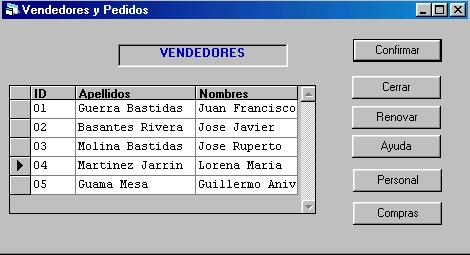 Vendedores y Pedidos
VENDEDORES
ID Apellidos Nombres
01 Guerra Bastidas Juan Francisco
02 Basantes Rivera Jose Javier
03 Molina Bastidas Jose Ruperto
04 Martinez Jarrin Lorena Maria
05 Guama Mesa Guillermo Aniv
Confirmar
Cerrar
Renovar
Ayuda
Personal
Compras